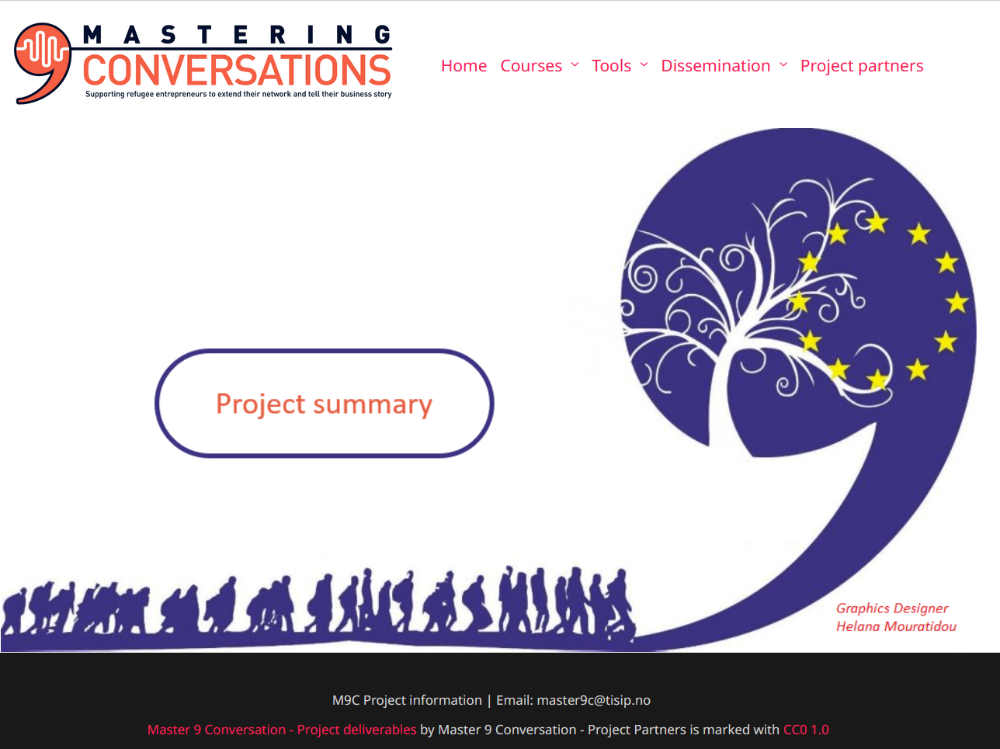 MASTERING
CONVERSATIONS
Supporting refugee entrepreneurs to extend their network and tell their business story
Home Courses Tools Dissemination Project partners
Project summary
Graphics Designer
Helana Mouratidou
M9C Project information | Email: master9c@tisip.no
Master 9 Conversation - Project deliverables by Master 9 Conversation - Project Partners is marked with CC0 1.0